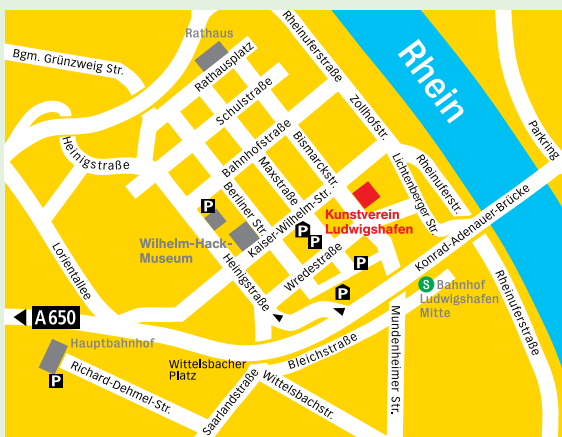 Rathaus
Rheinuferstraße
Rhein
Bgm. Grünzweig Str.
Rathausplatz
Schulstraße
Zollhofstr.
Parkring
Heinigstraße
Bahnhofstraße
Bismarckstr.
Maxstraße
Lichtenberger Str.
Rheinuferstr.
Berliner Str.
Kaiser-Wilhelm-Str.
P
Kunstverein
Ludwigshafen
Konrad-Adenauer-Brücke
Wilhelm-Hack-
Museum
P
P
Wredestraße
Lorientallee
Heinigstraße
P
S Bahnhof
Ludwigshafen
Mitte
P
Rheinuferstraße
A 650
Hauptbahnhof
P
Mundenheimer Str.
Bleichstraße
Wittelsbacher
Platz
Richard-Dehmel-Str.
Saarlandstraße
Wittelsbachstr.